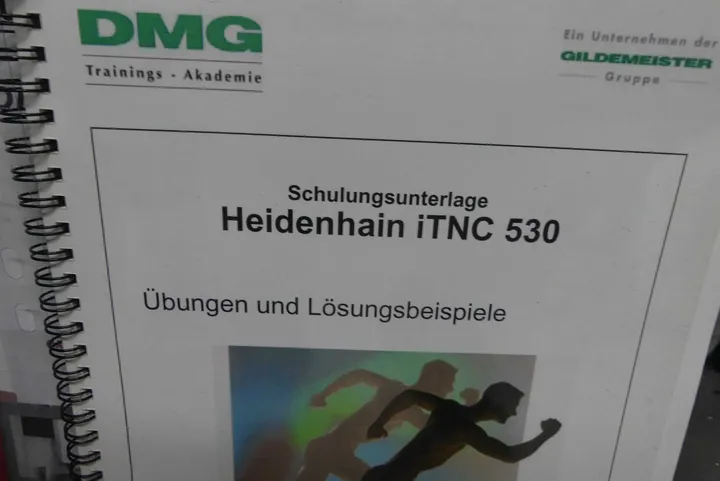 DMG
Trainings - Akademie
Ein Unternehmen der
GILDEMEISTER
Gruppe
Schulungsunterlage
Heidenhain iTNC 530
Übungen und Lösungsbeispiele